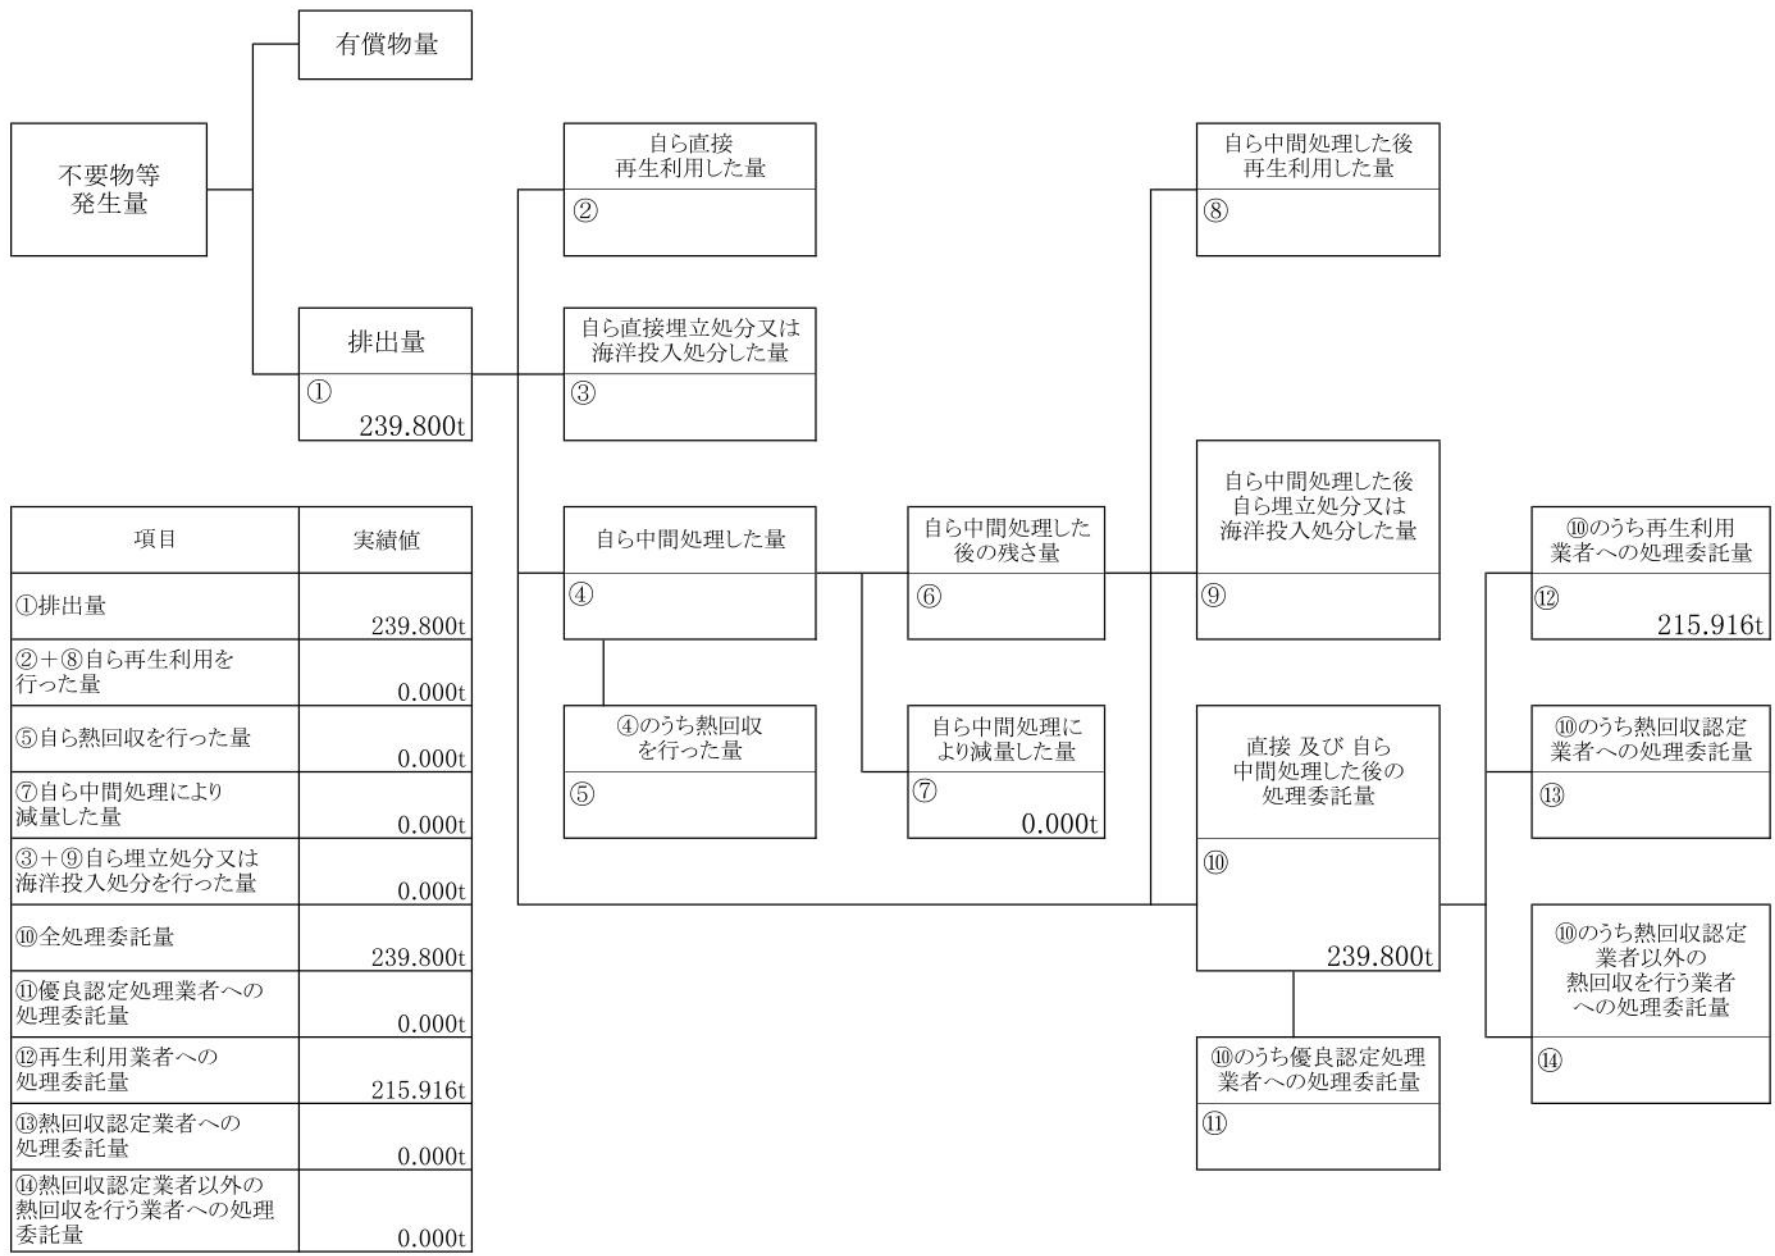 有償物量
不要物等
発生量
自ら直接
再生利用した量
②
自ら中間処理した後
再生利用した量
⑧
排出量
①
239.800t
自ら直接埋立処分又は
海洋投入処分した量
③
自ら中間処理した量
④
自ら中間処理した
後の残さ量
⑥
自ら中間処理した後
自ら埋立処分又は
海洋投入処分した量
⑨
⑩のうち再生利用
業者への処理委託量
⑫
215.916t
④のうち熱回収
を行った量
⑤
自ら中間処理に
より減量した量
⑦
0.000t
直接 及び 自ら
中間処理した後の
処理委託量
⑩
239.800t
⑩のうち熱回収認定
業者への処理委託量
⑬
⑩のうち熱回収認定
業者以外の
熱回収を行う業者
への処理委託量
⑭
⑩のうち優良認定処理
業者への処理委託量
⑪
項目 実績値
①排出量
239.800t
②＋⑧自ら再生利用を
行った量
0.000t
⑤自ら熱回収を行った量
0.000t
⑦自ら中間処理により
減量した量
0.000t
③＋⑨自ら埋立処分又は
海洋投入処分を行った量
0.000t
⑩全処理委託量
239.800t
⑪優良認定処理業者への
処理委託量
0.000t
⑫再生利用業者への
処理委託量
215.916t
⑬熱回収認定業者への
処理委託量
0.000t
⑭熱回収認定業者以外の
熱回収を行う業者への処理
委託量
0.000t